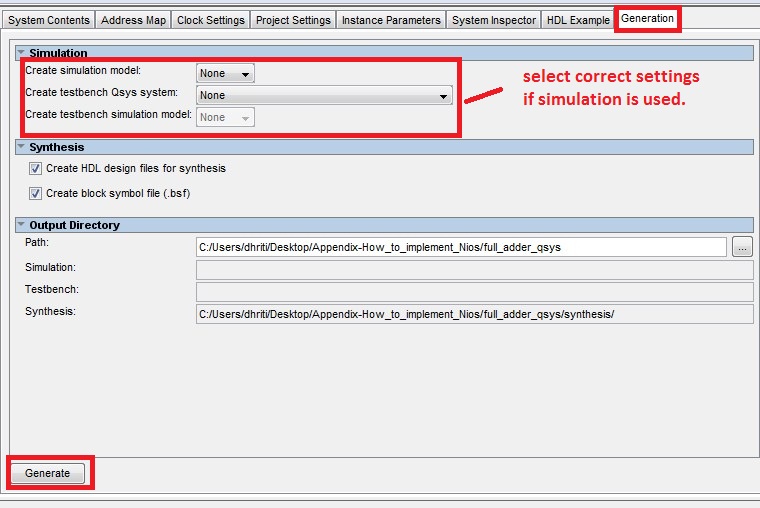 System Contents Address Map Clock Settings Project Settings Instance Parameters System Inspector HDL Example Generation
Simulation
Create simulation model: None
Create testbench Qsys system: None
Create testbench simulation model: None
select correct settings
if simulation is used.
Synthesis
Create HDL design files for synthesis
Create block symbol file (.bsf)
Output Directory
Path: C:/Users/dhriti/Desktop/Appendix-How_to_implement_Nios/full_adder_qsys ...
Simulation:
Testbench:
Synthesis: C:/Users/dhriti/Desktop/Appendix-How_to_implement_Nios/full_adder_qsys/synthesis/
Generate